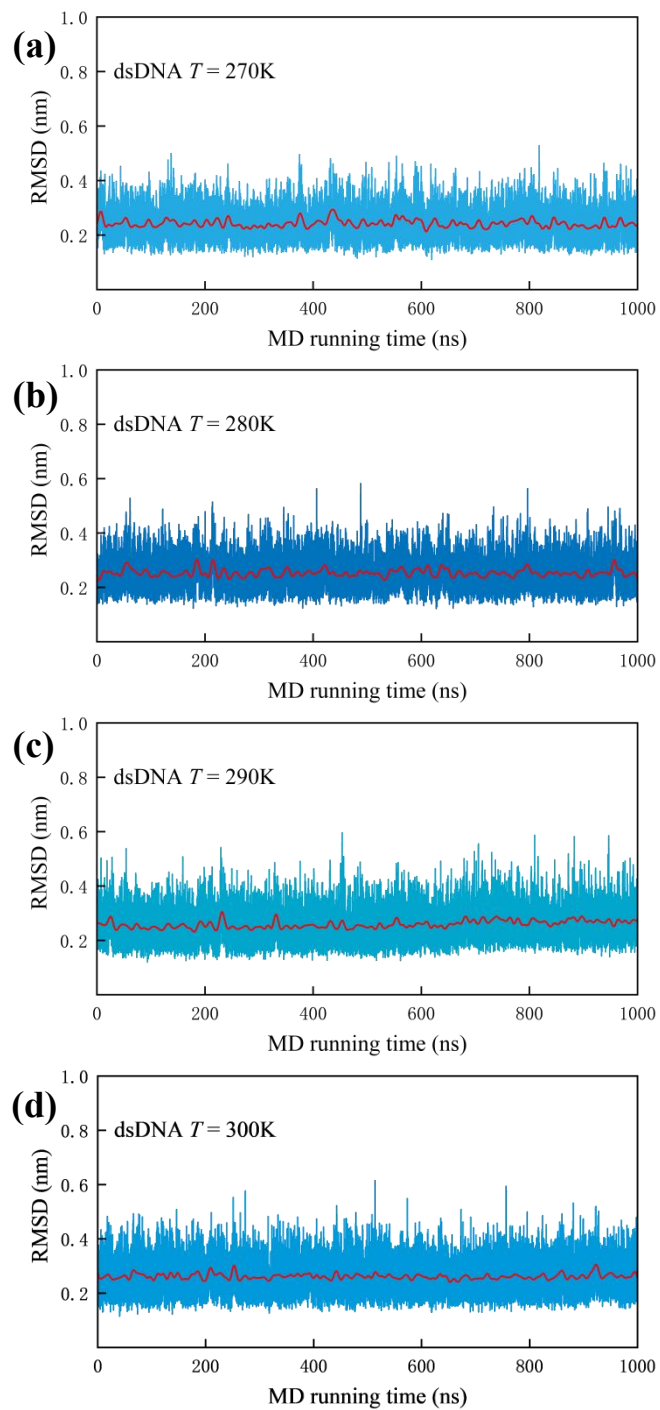 (a)
1.0
0.8
0.6
0.4
0.2
RMSD (nm)
dsDNA T = 270K
0 200 400 600 800 1000
MD running time (ns)
(b)
1.0
0.8
0.6
0.4
0.2
RMSD (nm)
dsDNA T = 280K
0 200 400 600 800 1000
MD running time (ns)
(c)
1.0
0.8
0.6
0.4
0.2
RMSD (nm)
dsDNA T = 290K
0 200 400 600 800 1000
MD running time (ns)
(d)
1.0
0.8
0.6
0.4
0.2
RMSD (nm)
dsDNA T = 300K
0 200 400 600 800 1000
MD running time (ns)